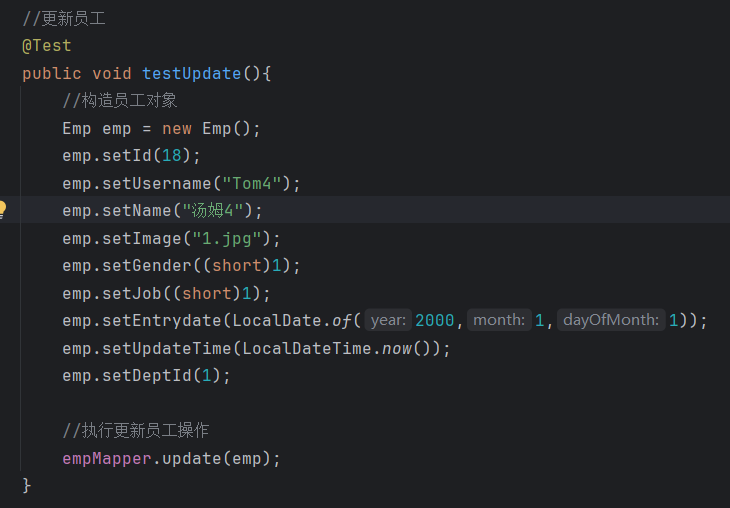 //更新员工
@Test
public void testUpdate(){
//构造员工对象
Emp emp = new Emp();
emp.setId(18);
emp.setUsername("Tom4");
emp.setName("汤姆4");
emp.setImage("1.jpg");
emp.setGender((short)1);
emp.setJob((short)1);
emp.setEntrydate(LocalDate.of( year: 2000, month: 1, dayOfMonth: 1));
emp.setUpdateTime(LocalDateTime.now());
emp.setDeptId(1);
//执行更新员工操作
empMapper.update(emp);
}